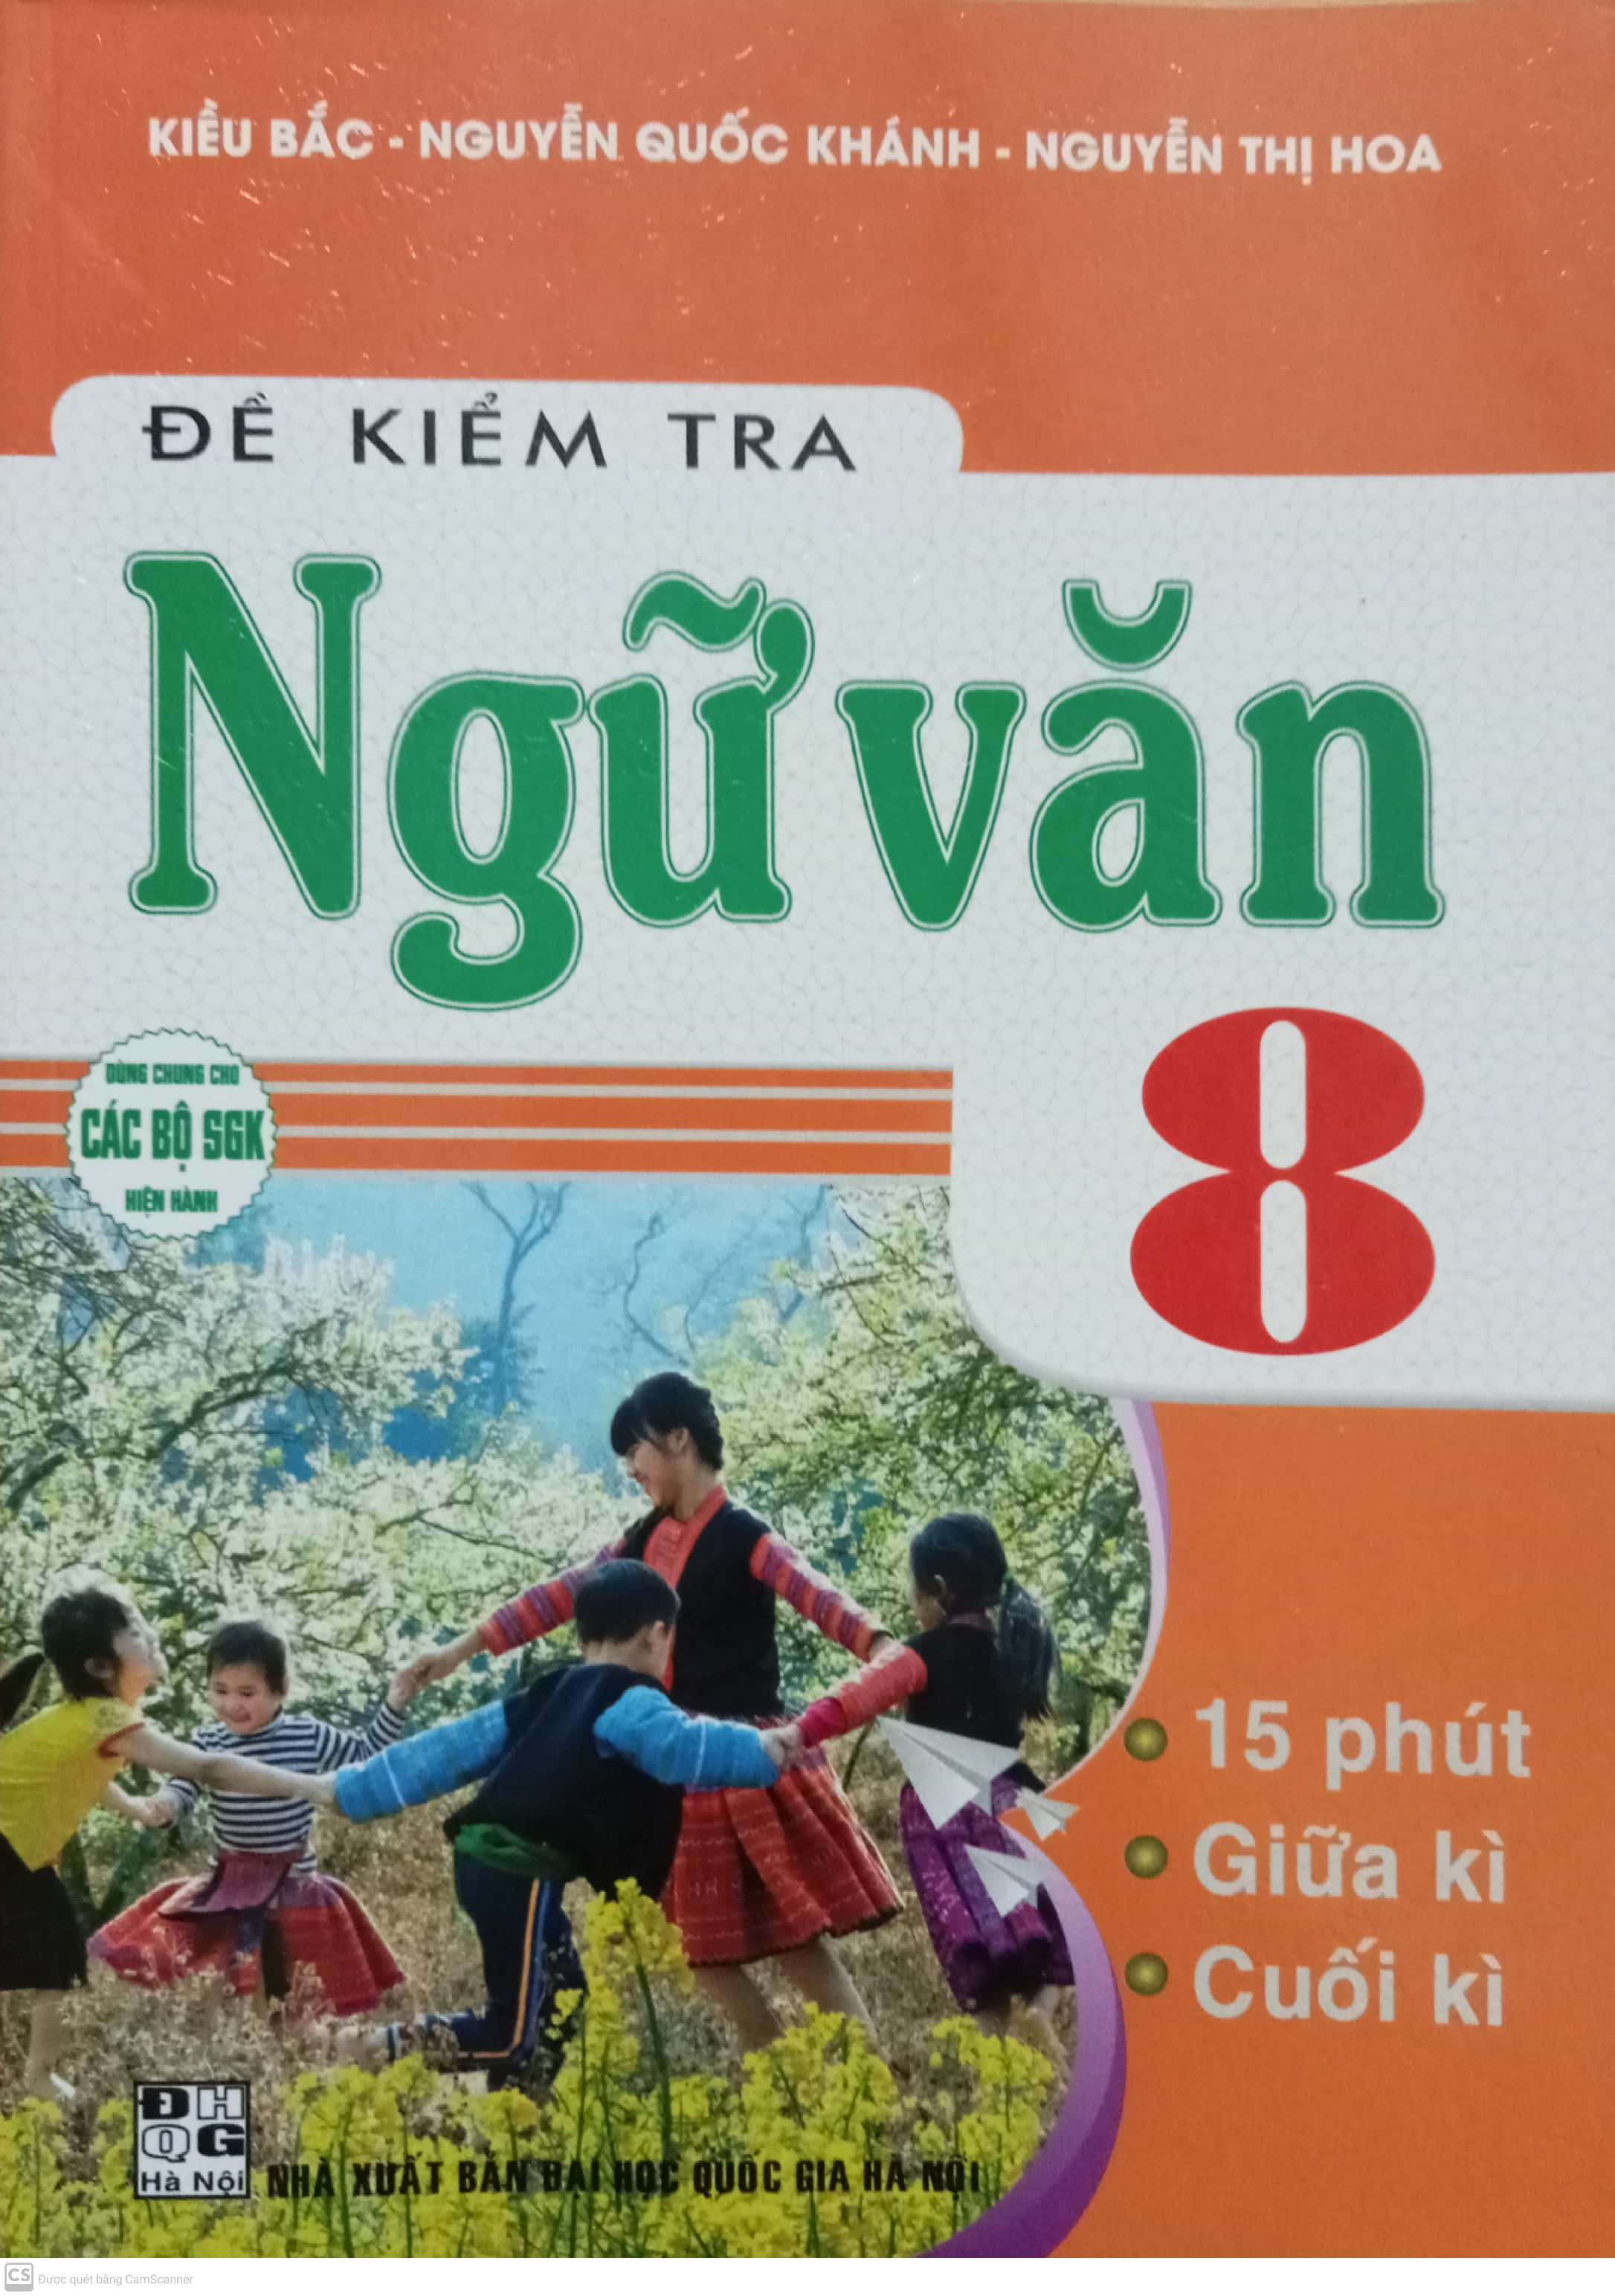 KIỀU BẮC - NGUYỄN QUỐC KHÁNH - NGUYỄN THỊ HOA
ĐỀ KIỂM TRA
Ngữ văn
8
DÙNG CHUNG CHO
CÁC BỘ SGK
HIỆN HÀNH
15 phút
Giữa kì
Cuối kì
ĐH
QG
Hà Nội
NHÀ XUẤT BẢN ĐẠI HỌC QUỐC GIA HÀ NỘI
CS Được quét bằng CamScanner